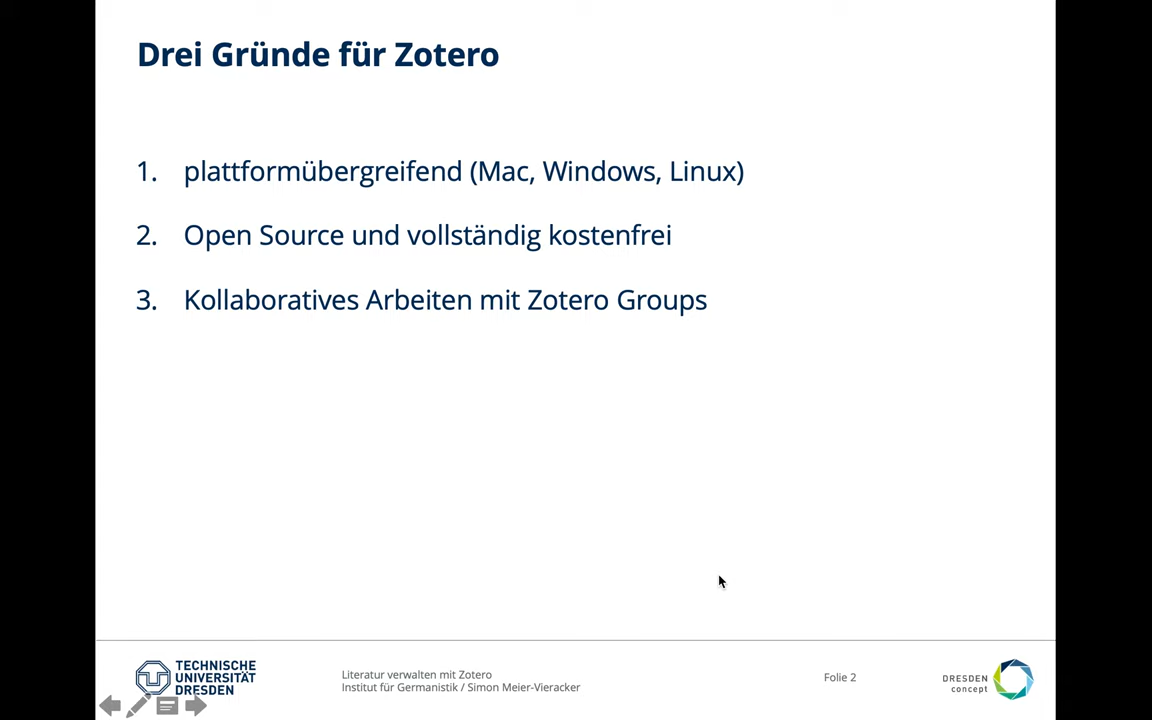 Drei Gründe für Zotero
1. plattformübergreifend (Mac, Windows, Linux)
2. Open Source und vollständig kostenfrei
3. Kollaboratives Arbeiten mit Zotero Groups
TECHNISCHE
UNIVERSITÄT
DRESDEN
Literatur verwalten mit Zotero
Institut für Germanistik / Simon Meier-Vieracker
Folie 2
DRESDEN
concept